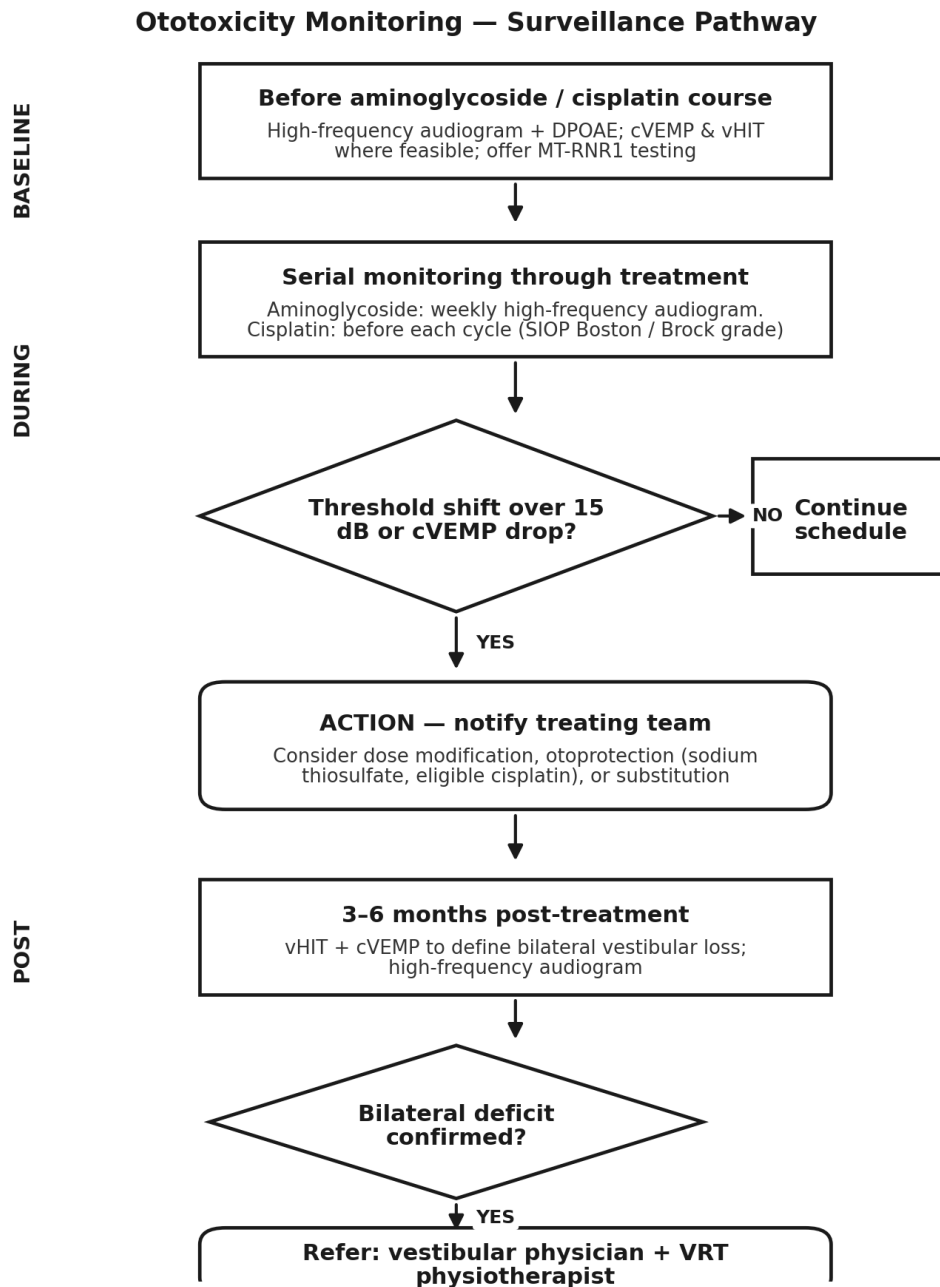 Ototoxicity Monitoring — Surveillance Pathway
BASELINE
Before aminoglycoside / cisplatin course
High-frequency audiogram + DPOAE; cVEMP & vHIT
where feasible; offer MT-RNR1 testing
DURING
Serial monitoring through treatment
Aminoglycoside: weekly high-frequency audiogram.
Cisplatin: before each cycle (SIOP Boston / Brock grade)
Threshold shift over 15
dB or cVEMP drop?
NO
Continue
schedule
YES
ACTION — notify treating team
Consider dose modification, otoprotection (sodium
thiosulfate, eligible cisplatin), or substitution
POST
3–6 months post-treatment
vHIT + cVEMP to define bilateral vestibular loss;
high-frequency audiogram
Bilateral deficit
confirmed?
YES
Refer: vestibular physician + VRT
physiotherapist